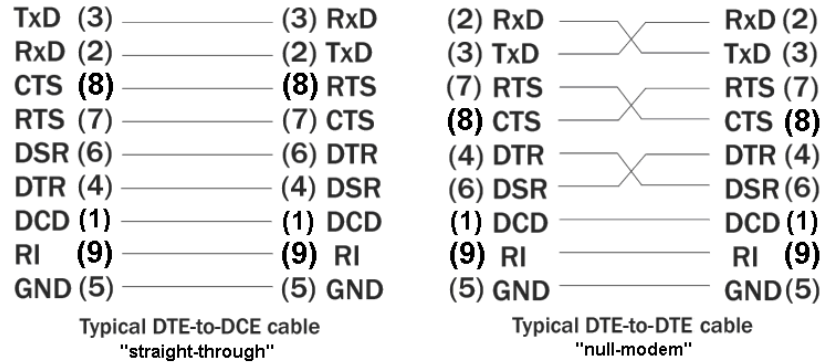 TxD (3) (3) RxD
RxD (2) (2) TxD
CTS (8) (8) RTS
RTS (7) (7) CTS
DSR (6) (6) DTR
DTR (4) (4) DSR
DCD (1) (1) DCD
RI (9) (9) RI
GND (5) (5) GND
Typical DTE-to-DCE cable
"straight-through"
(2) RxD RxD (2)
(3) TxD TxD (3)
(7) RTS RTS (7)
(8) CTS CTS (8)
(4) DTR DTR (4)
(6) DSR DSR (6)
(1) DCD DCD (1)
(9) RI RI (9)
(5) GND GND (5)
Typical DTE-to-DTE cable
"null-modem"